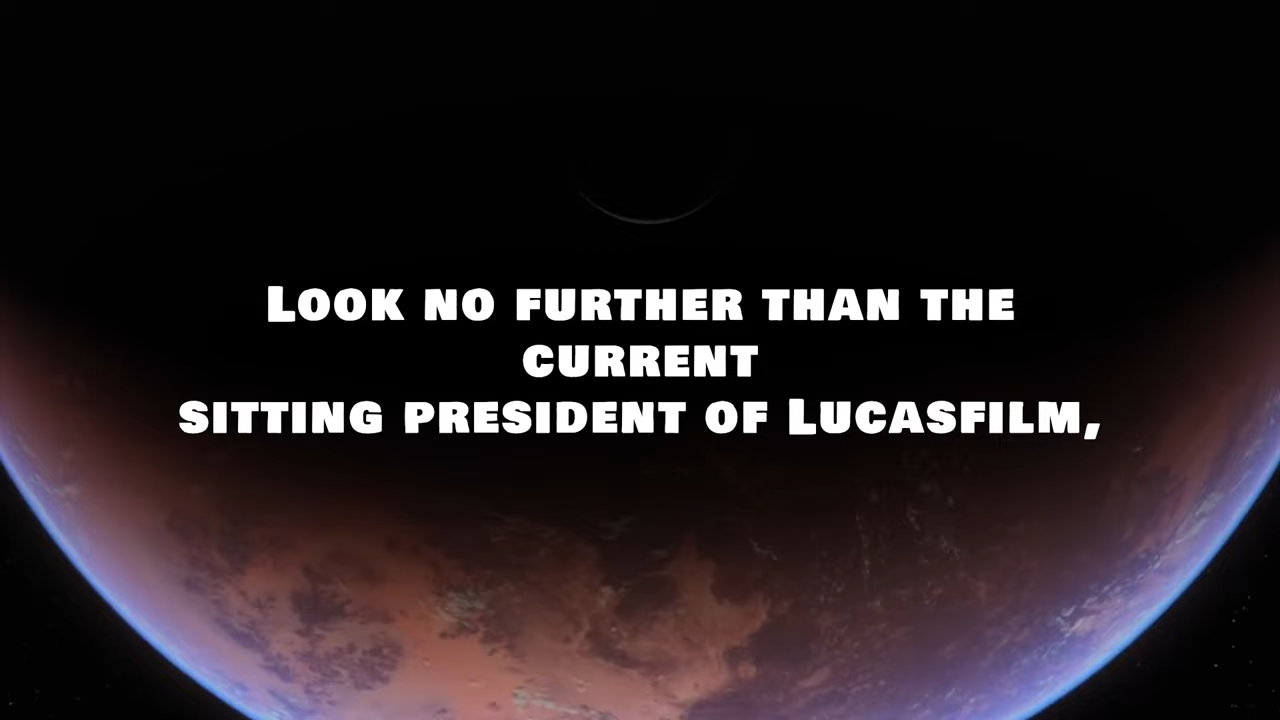 Look no further than the
current
sitting president of Lucasfilm,